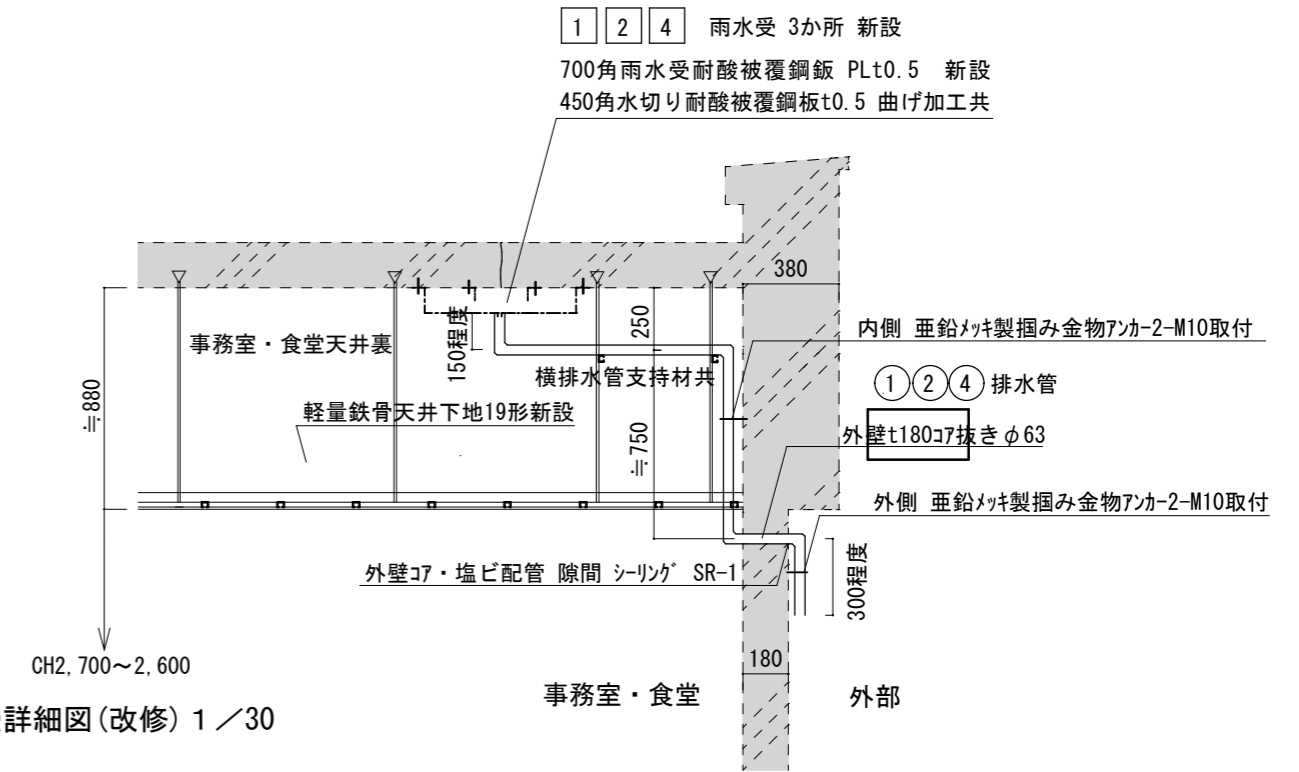 1 2 4 雨水受 3か所 新設
700角雨水受耐酸被覆鋼鈑 PLt0.5 新設
450角水切り耐酸被覆鋼板t0.5 曲げ加工共
380
250
内側 亜鉛ﾒｯｷ製掴み金物ｱﾝｶｰ2-M10取付
事務室・食堂天井裏
150程度
横排水管支持材共
1 2 4 排水管
≒880
軽量鉄骨天井下地19形新設
≒750
外壁t180ｺｱ抜きφ63
外側 亜鉛ﾒｯｷ製掴み金物ｱﾝｶｰ2-M10取付
外壁ｺｱ・塩ビ配管 隙間 ｼｰﾘﾝｸﾞ SR-1
300程度
CH2,700～2,600
180
事務室・食堂
外部
詳細図(改修) 1／30